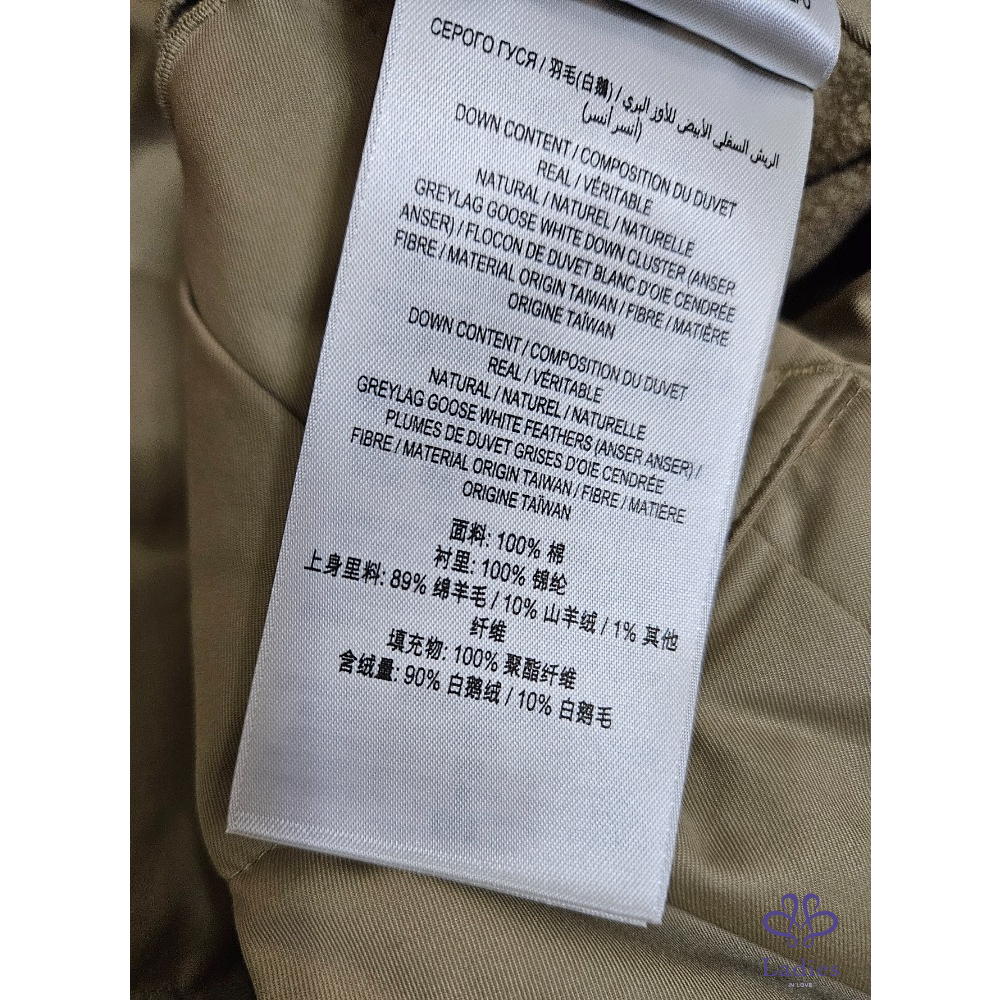 СЕРОГО ГУСЯ / 羽毛(白鵝) / الريش السفلي الأبيض للأوز البري
(أنسر أنسر)
DOWN CONTENT / COMPOSITION DU DUVET
REAL / VÉRITABLE
NATURAL / NATUREL / NATURELLE
GREYLAG GOOSE WHITE DOWN CLUSTER (ANSER
ANSER) / FLOCON DE DUVET BLANC D'OIE CENDRÉE
FIBRE / MATERIAL ORIGIN TAIWAN / FIBRE / MATIÈRE
ORIGINE TAÏWAN
DOWN CONTENT / COMPOSITION DU DUVET
REAL / VÉRITABLE
NATURAL / NATUREL / NATURELLE
GREYLAG GOOSE WHITE FEATHERS (ANSER ANSER) /
PLUMES DE DUVET GRISES D'OIE CENDRÉE
FIBRE / MATERIAL ORIGIN TAIWAN / FIBRE / MATIÈRE
ORIGINE TAÏWAN
面料: 100% 棉
衬里: 100% 锦纶
上身里料: 89% 绵羊毛 / 10% 山羊绒 / 1% 其他
纤维
填充物: 100% 聚酯纤维
含绒量: 90% 白鹅绒 / 10% 白鹅毛
Ladies
IN LOVE